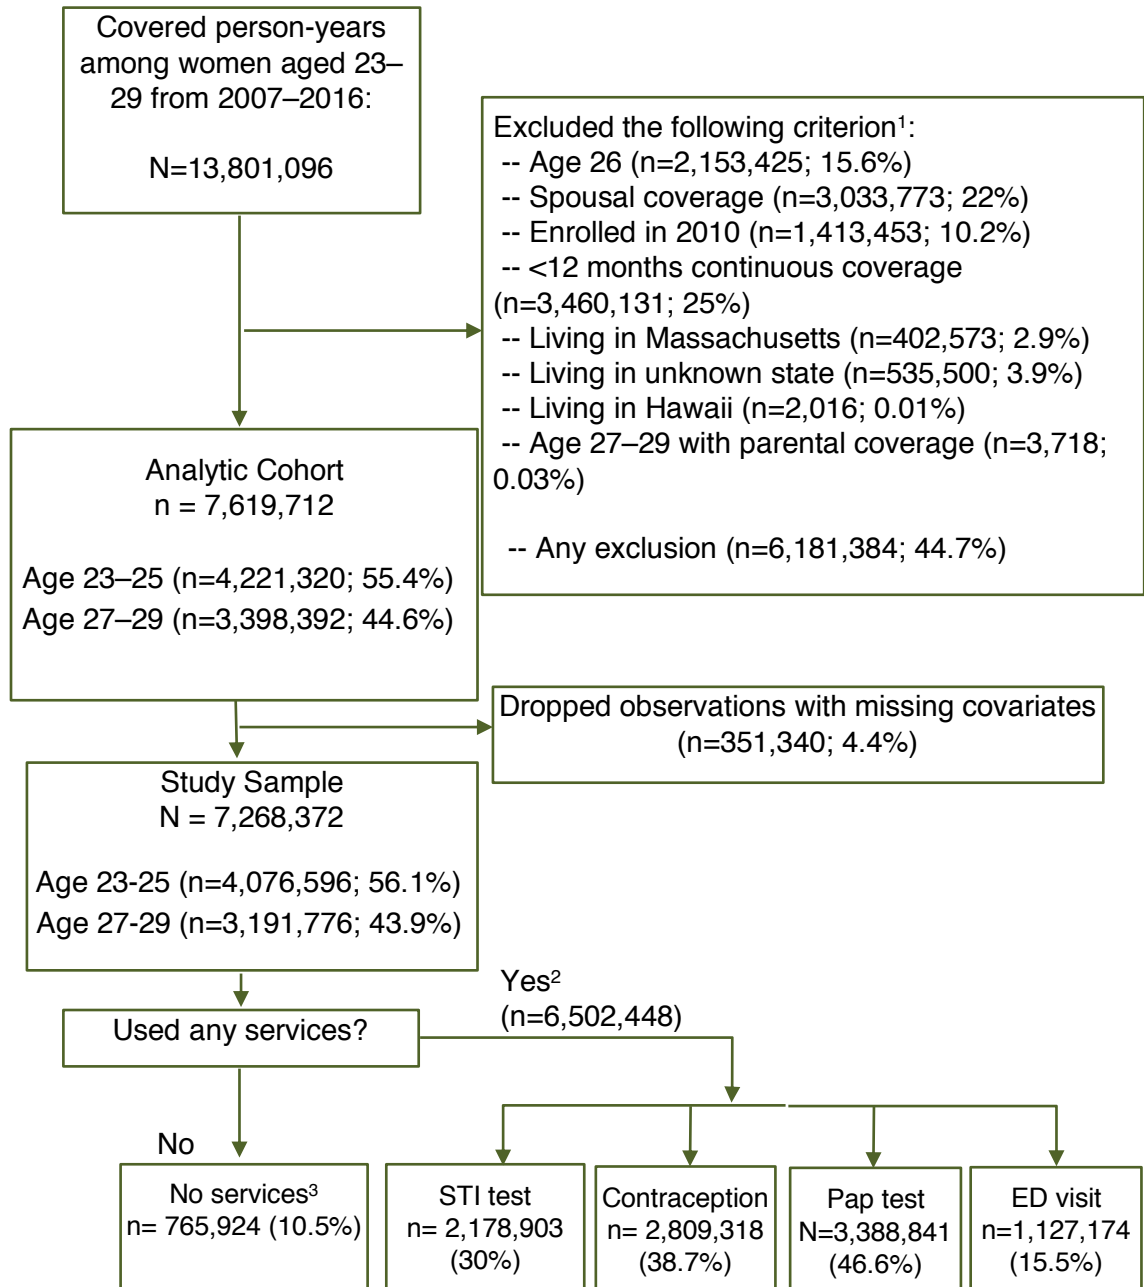 Covered person-years
among women aged 23–
29 from 2007–2016:
N=13,801,096
Excluded the following criterion¹:
-- Age 26 (n=2,153,425; 15.6%)
-- Spousal coverage (n=3,033,773; 22%)
-- Enrolled in 2010 (n=1,413,453; 10.2%)
-- <12 months continuous coverage
(n=3,460,131; 25%)
-- Living in Massachusetts (n=402,573; 2.9%)
-- Living in unknown state (n=535,500; 3.9%)
-- Living in Hawaii (n=2,016; 0.01%)
-- Age 27–29 with parental coverage (n=3,718;
0.03%)
-- Any exclusion (n=6,181,384; 44.7%)
Analytic Cohort
n = 7,619,712
Age 23–25 (n=4,221,320; 55.4%)
Age 27–29 (n=3,398,392; 44.6%)
Dropped observations with missing covariates
(n=351,340; 4.4%)
Study Sample
N = 7,268,372
Age 23-25 (n=4,076,596; 56.1%)
Age 27-29 (n=3,191,776; 43.9%)
Used any services?
Yes²
(n=6,502,448)
No
No services³
n= 765,924 (10.5%)
STI test
n= 2,178,903
(30%)
Contraception
n= 2,809,318
(38.7%)
Pap test
N=3,388,841
(46.6%)
ED visit
n=1,127,174
(15.5%)